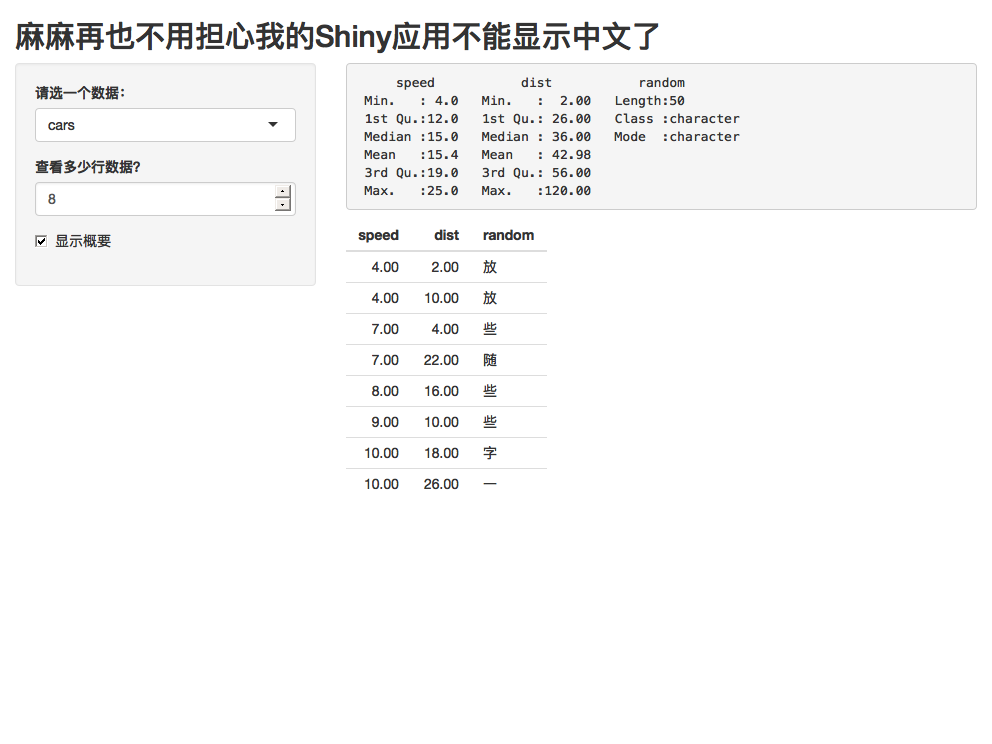 麻麻再也不用担心我的Shiny应用不能显示中文了
请选一个数据:
cars
查看多少行数据?
8
显示概要
speed dist random
Min. : 4.0 Min. : 2.00 Length:50
1st Qu.:12.0 1st Qu.: 26.00 Class :character
Median :15.0 Median : 36.00 Mode :character
Mean :15.4 Mean : 42.98
3rd Qu.:19.0 3rd Qu.: 56.00
Max. :25.0 Max. :120.00
speed dist random
4.00 2.00 放
4.00 10.00 放
7.00 4.00 些
7.00 22.00 随
8.00 16.00 些
9.00 10.00 些
10.00 18.00 字
10.00 26.00 一